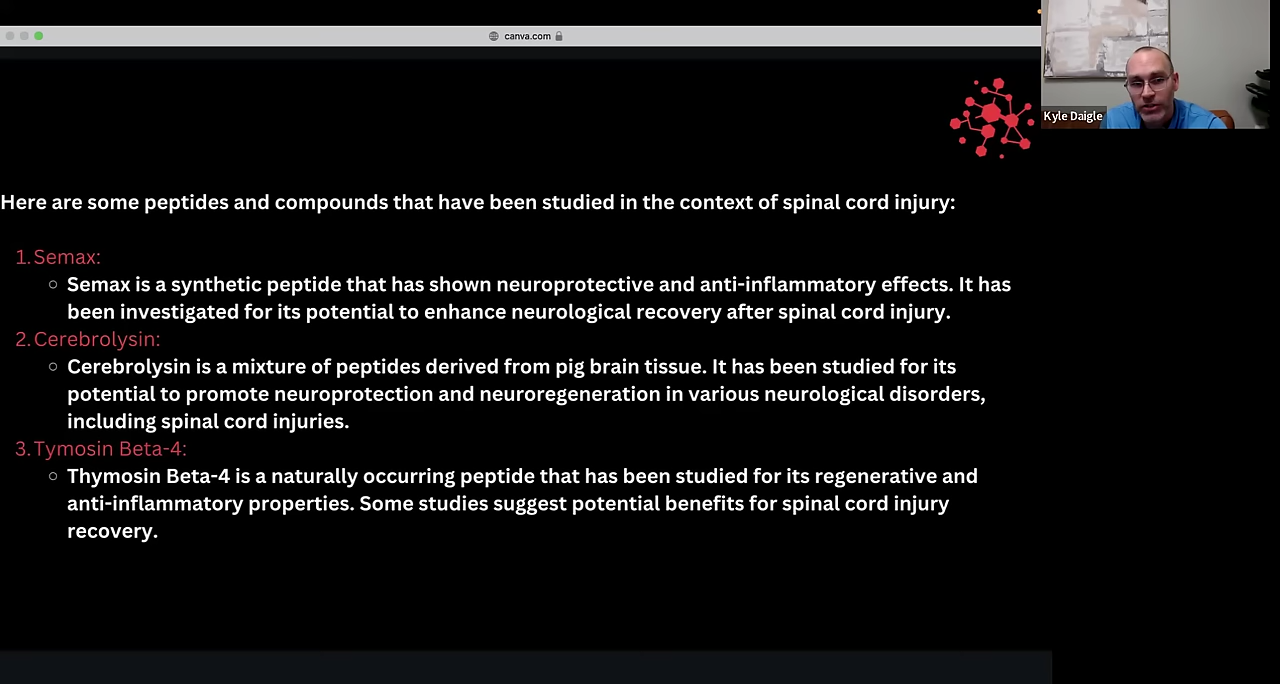 canva.com
Kyle Daigle
Here are some peptides and compounds that have been studied in the context of spinal cord injury:
1. Semax:
Semax is a synthetic peptide that has shown neuroprotective and anti-inflammatory effects. It has
been investigated for its potential to enhance neurological recovery after spinal cord injury.
2. Cerebrolysin:
Cerebrolysin is a mixture of peptides derived from pig brain tissue. It has been studied for its
potential to promote neuroprotection and neuroregeneration in various neurological disorders,
including spinal cord injuries.
3. Tymosin Beta-4:
Thymosin Beta-4 is a naturally occurring peptide that has been studied for its regenerative and
anti-inflammatory properties. Some studies suggest potential benefits for spinal cord injury
recovery.